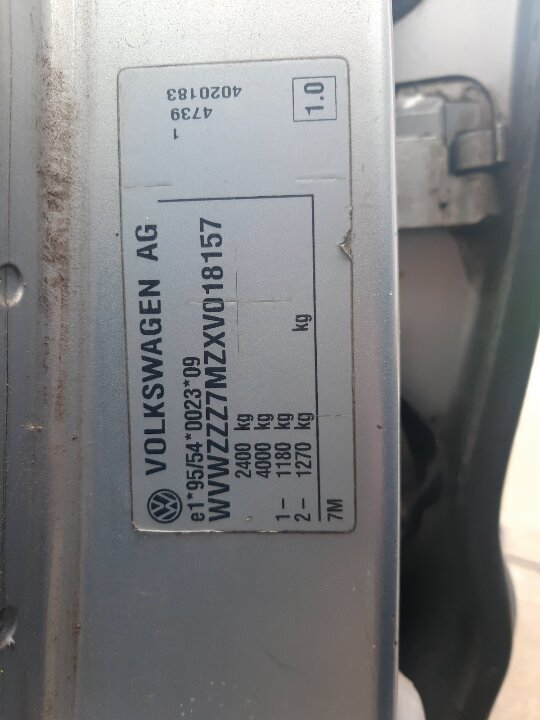 VOLKSWAGEN AG
e1*95/54*0023*09
WVWZZZ7MZXV018157
2400 kg
4000 kg
1– 1180 kg
2– 1270 kg
kg
7M
1
4739
4020183
1.0